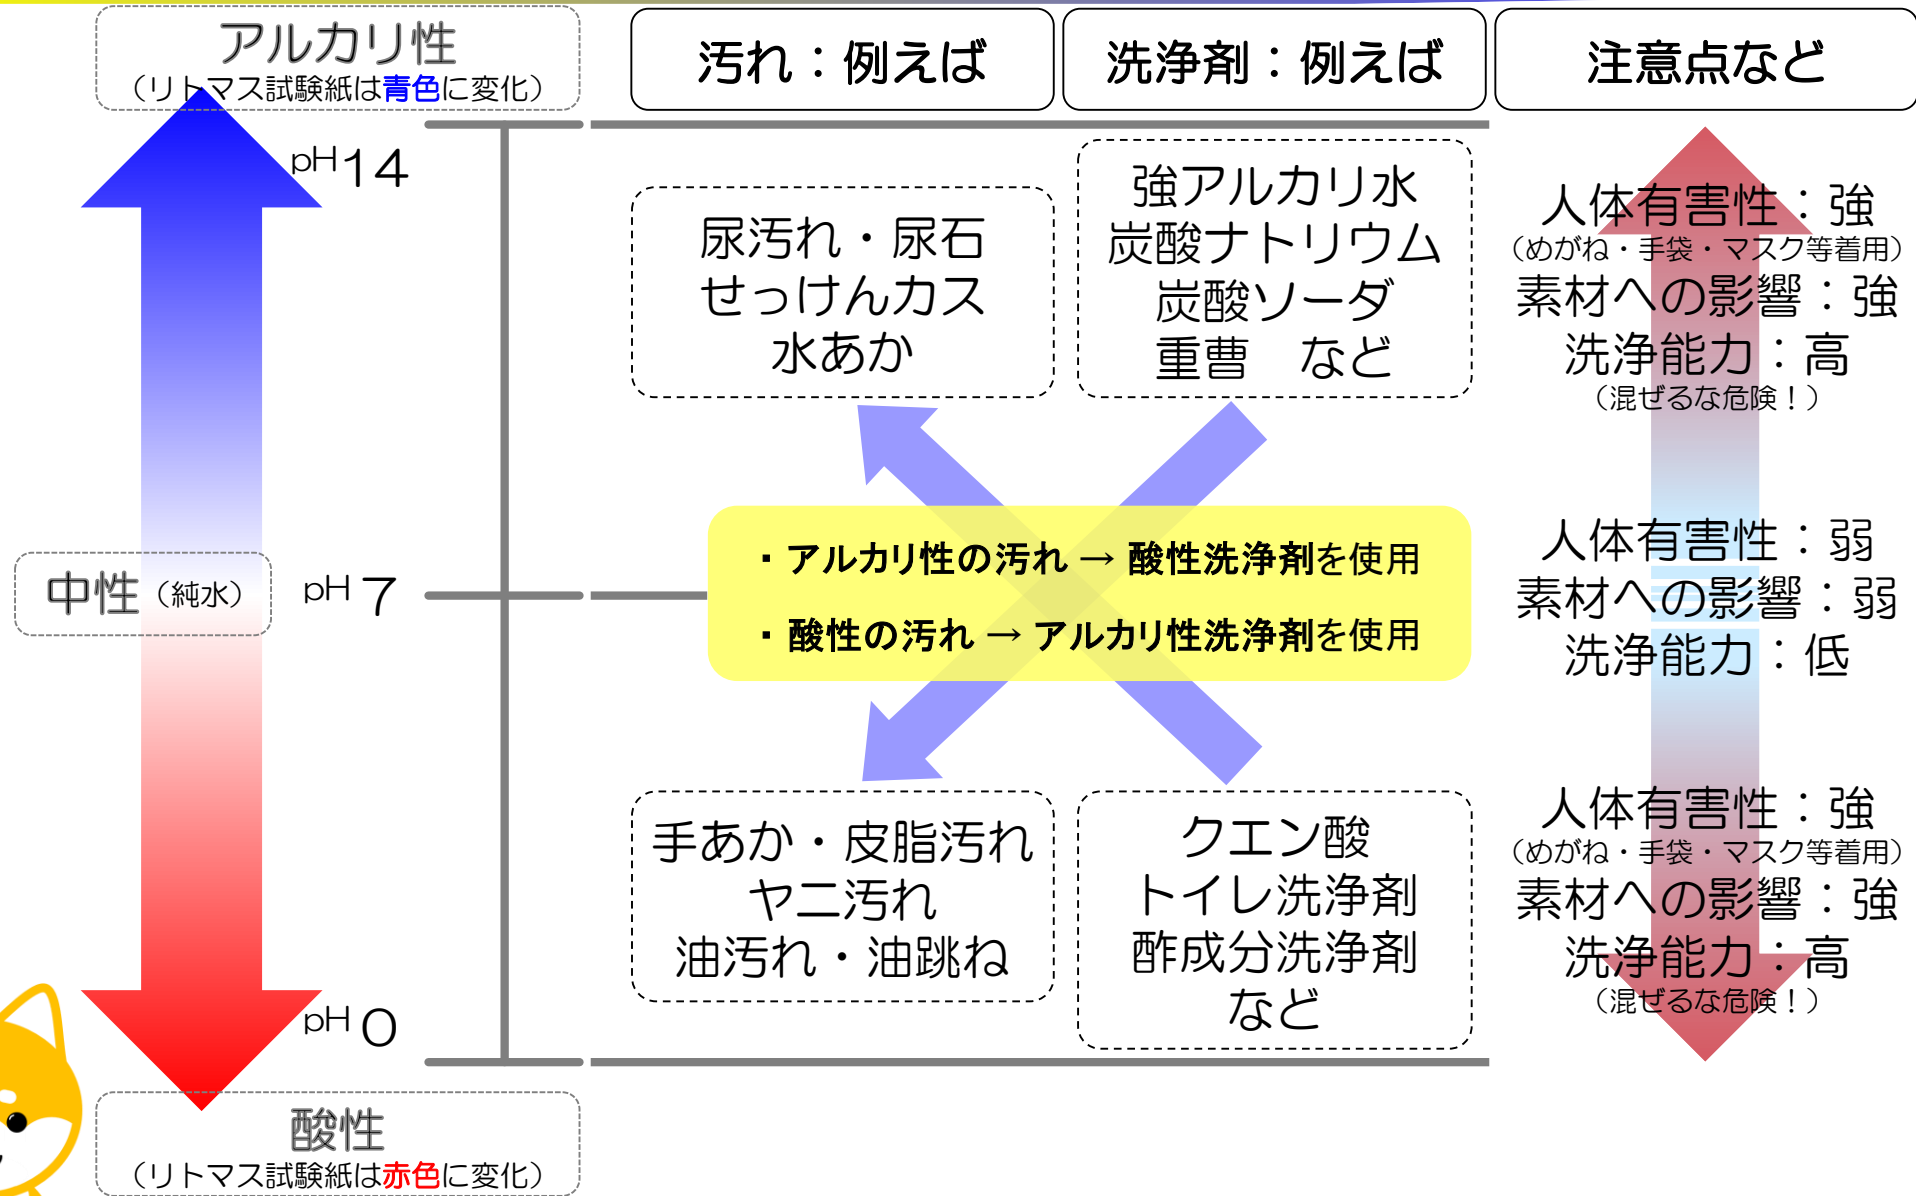 アルカリ性
（リトマス試験紙は青色に変化）
汚れ：例えば
洗浄剤：例えば
注意点など
pH14
尿汚れ・尿石
せっけんカス
水あか
強アルカリ水
炭酸ナトリウム
炭酸ソーダ
重曹　など
人体有害性：強
（めがね・手袋・マスク等着用）
素材への影響：強
洗浄能力：高
（混ぜるな危険！）
中性（純水）
pH 7
・アルカリ性の汚れ → 酸性洗浄剤を使用
・酸性の汚れ → アルカリ性洗浄剤を使用
人体有害性：弱
素材への影響：弱
洗浄能力：低
手あか・皮脂汚れ
ヤニ汚れ
油汚れ・油跳ね
クエン酸
トイレ洗浄剤
酢成分洗浄剤
など
人体有害性：強
（めがね・手袋・マスク等着用）
素材への影響：強
洗浄能力：高
（混ぜるな危険！）
pH 0
酸性
（リトマス試験紙は赤色に変化）